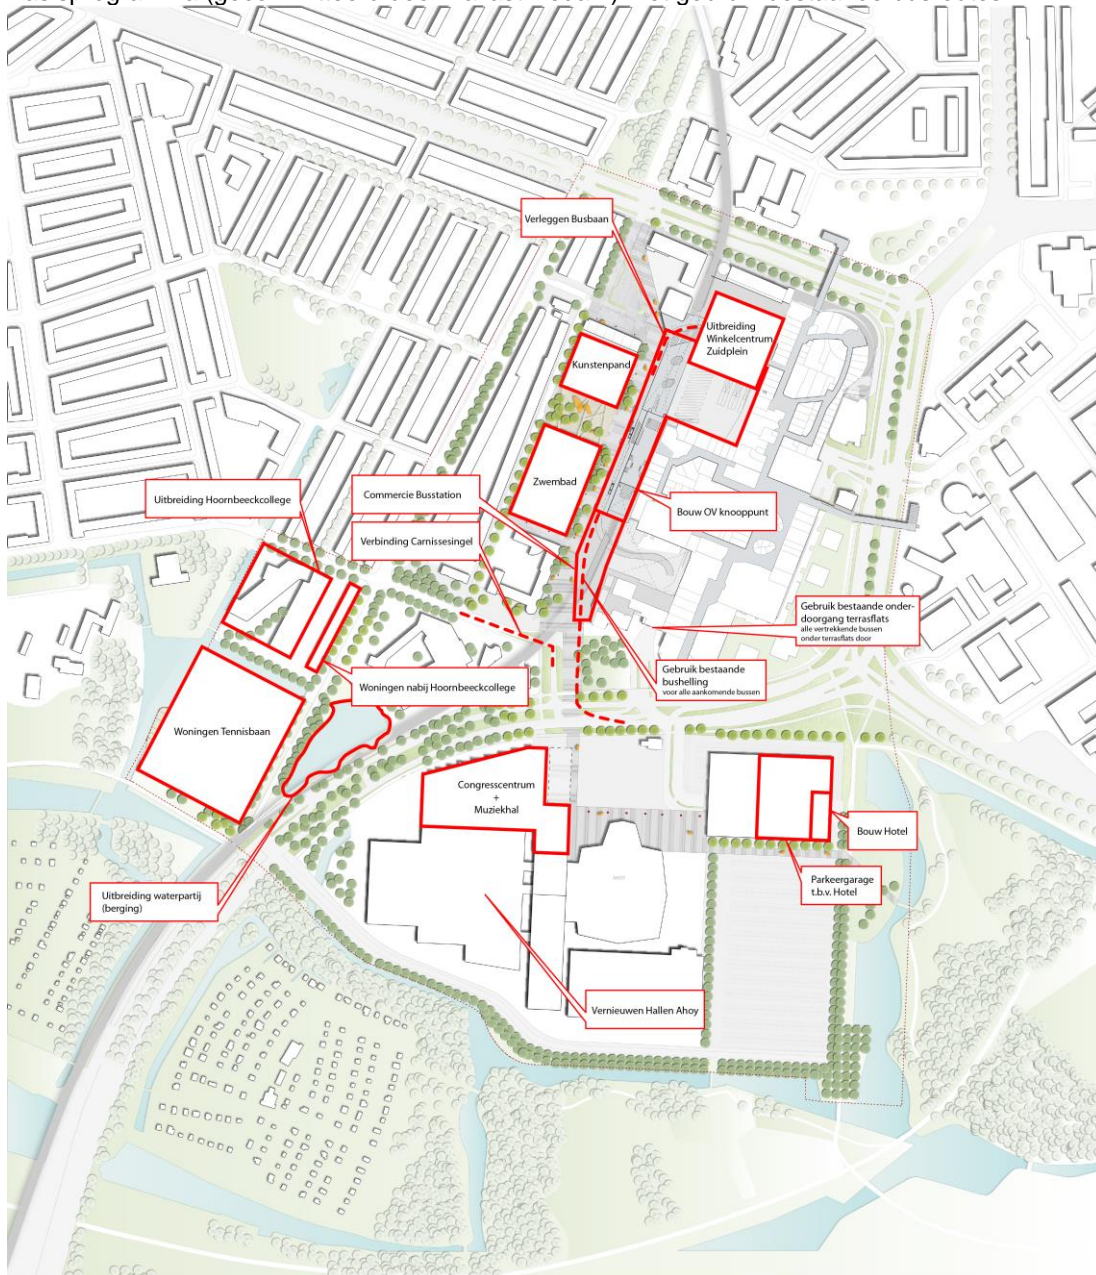 Verleggen Busbaan
Uitbreiding
Winkelcentrum
Zuidplein
Kunstenpand
Zwembad
Commercie Busstation
Uitbreiding Hoornbeeckcollege
Bouw OV knooppunt
Verbinding Carnissesingel
Gebruik bestaande onder-
doorgang terrasflats
alle vertrekkende bussen
onder terrasflats door
Gebruik bestaande
bushelling
voor alle aankomende bussen
Woningen nabij Hoornbeeckcollege
Woningen Tennisbaan
Congrescentrum
+
Muziekhal
Bouw Hotel
Parkeergarage
t.b.v. Hotel
Uitbreiding waterpartij
(berging)
Vernieuwen Hallen Ahoy